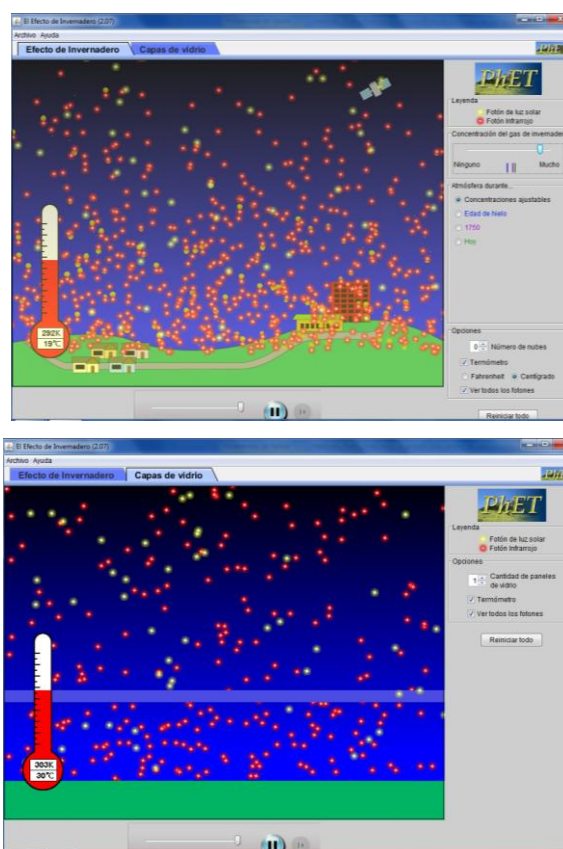 El Efecto de Invernadero (2.07)
Archivo Ayuda
Efecto de Invernadero Capas de vidrio
PhET
PhET
Leyenda
Fotón de luz solar
Fotón Infrarrojo
Concentración del gas de invernader
Ninguno Mucho
Atmósfera durante...
Concentraciones ajustables
Edad de Hielo
1750
Hoy
292K
19°C
Opciones
0 Número de nubes
Termómetro
Fahrenheit Centígrado
Ver todos los fotones
Reiniciar todo
El Efecto de Invernadero (2.07)
Archivo Ayuda
Efecto de Invernadero Capas de vidrio
PhET
PhET
Leyenda
Fotón de luz solar
Fotón Infrarrojo
Opciones
1 Cantidad de paneles
de vidrio
Termómetro
Ver todos los fotones
Reiniciar todo
303K
30°C